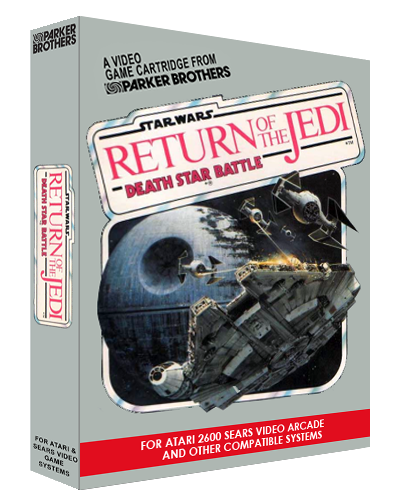 PARKER
BROTHERS
STAR.WARS
RETURN OF THE JEDI
DEATH STAR BATTLE
FOR ATARI &
SEARS VIDEO
GAME
SYSTEMS
A VIDEO
GAME CARTRIDGE FROM
PARKER BROTHERS
STAR.WARS
RETURN OF THE JEDI
TM
DEATH STAR BATTLE
®
FOR ATARI 2600 SEARS VIDEO ARCADE
AND OTHER COMPATIBLE SYSTEMS